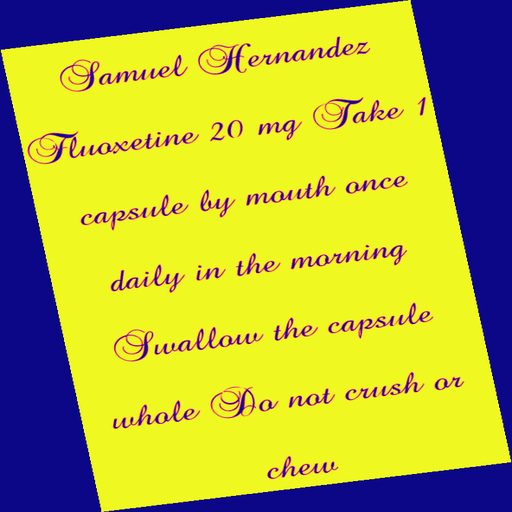 Samuel Hernandez
Fluoxetine 20 mg Take 1
capsule by mouth once
daily in the morning
Swallow the capsule
whole Do not crush or
chew